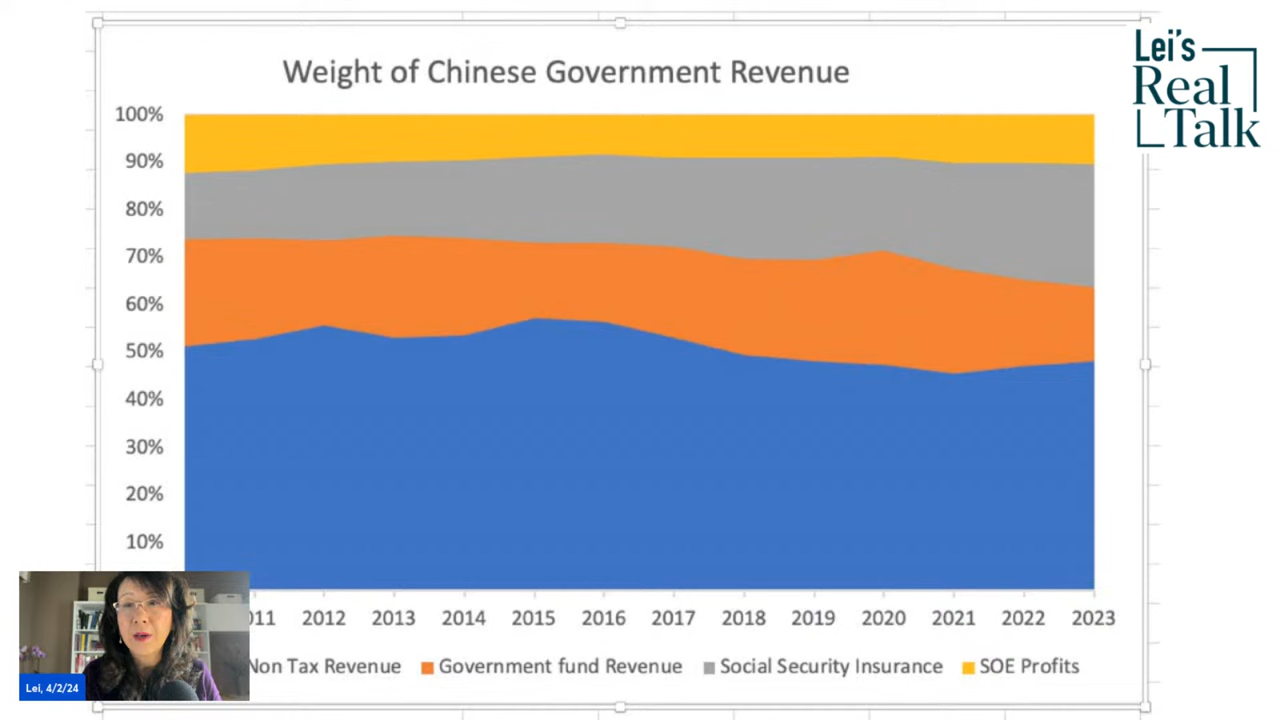 Weight of Chinese Government Revenue
Lei's
Real
Talk
100%
90%
80%
70%
60%
50%
40%
30%
20%
10%
2012 2013 2014 2015 2016 2017 2018 2019 2020 2021 2022 2023
Non Tax Revenue Government fund Revenue Social Security Insurance SOE Profits
Lei, 4/2/24